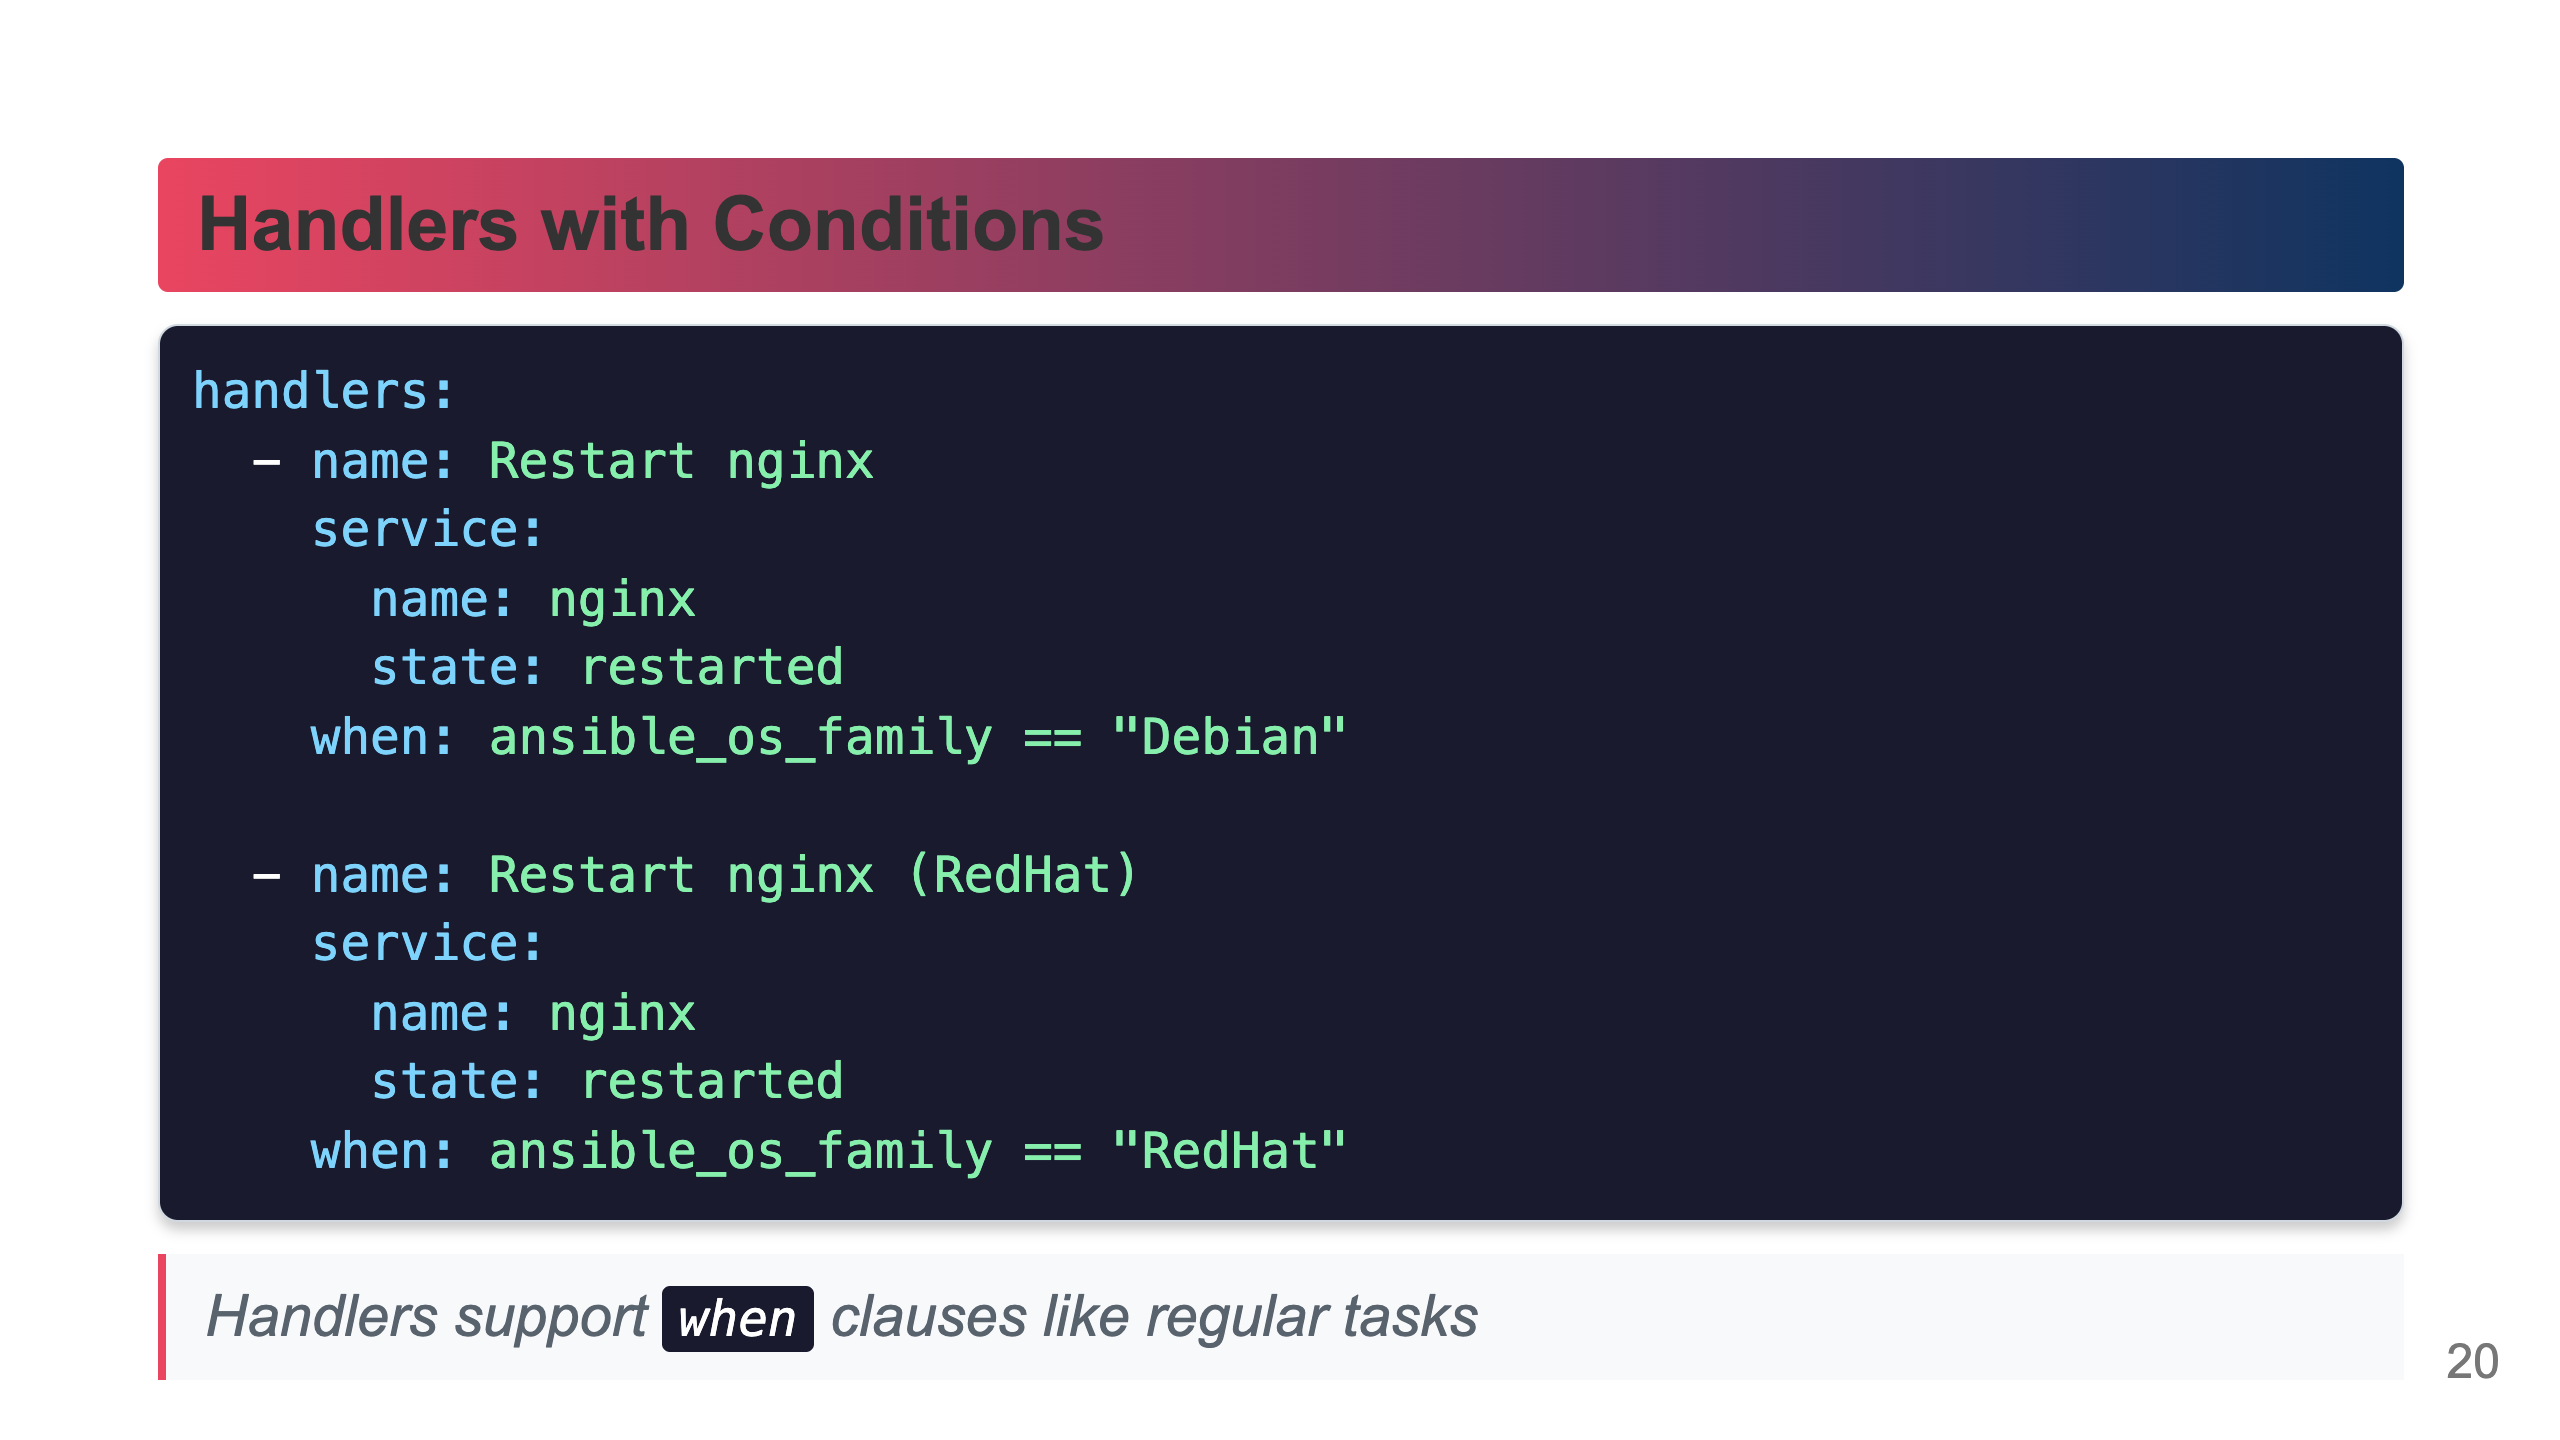 Handlers with Conditions
handlers:
  - name: Restart nginx
    service:
      name: nginx
      state: restarted
    when: ansible_os_family == "Debian"

  - name: Restart nginx (RedHat)
    service:
      name: nginx
      state: restarted
    when: ansible_os_family == "RedHat"
Handlers support when clauses like regular tasks
20